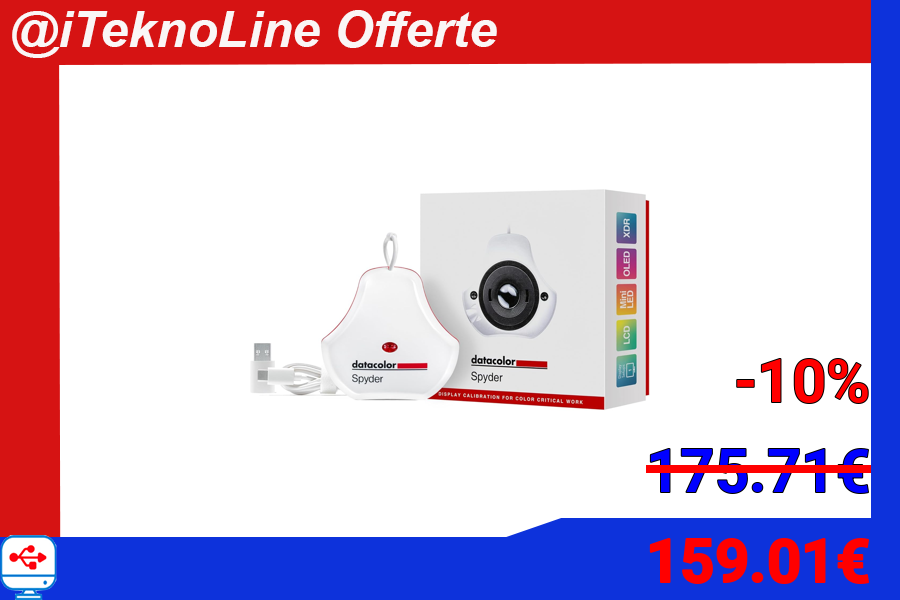 @iTeknoLine Offerte
XDR
OLED
Mini
LED
LCD
datacolor
Spyder
datacolor
Spyder
DISPLAY CALIBRATION FOR COLOR CRITICAL WORK
-10%
175.71€
159.01€